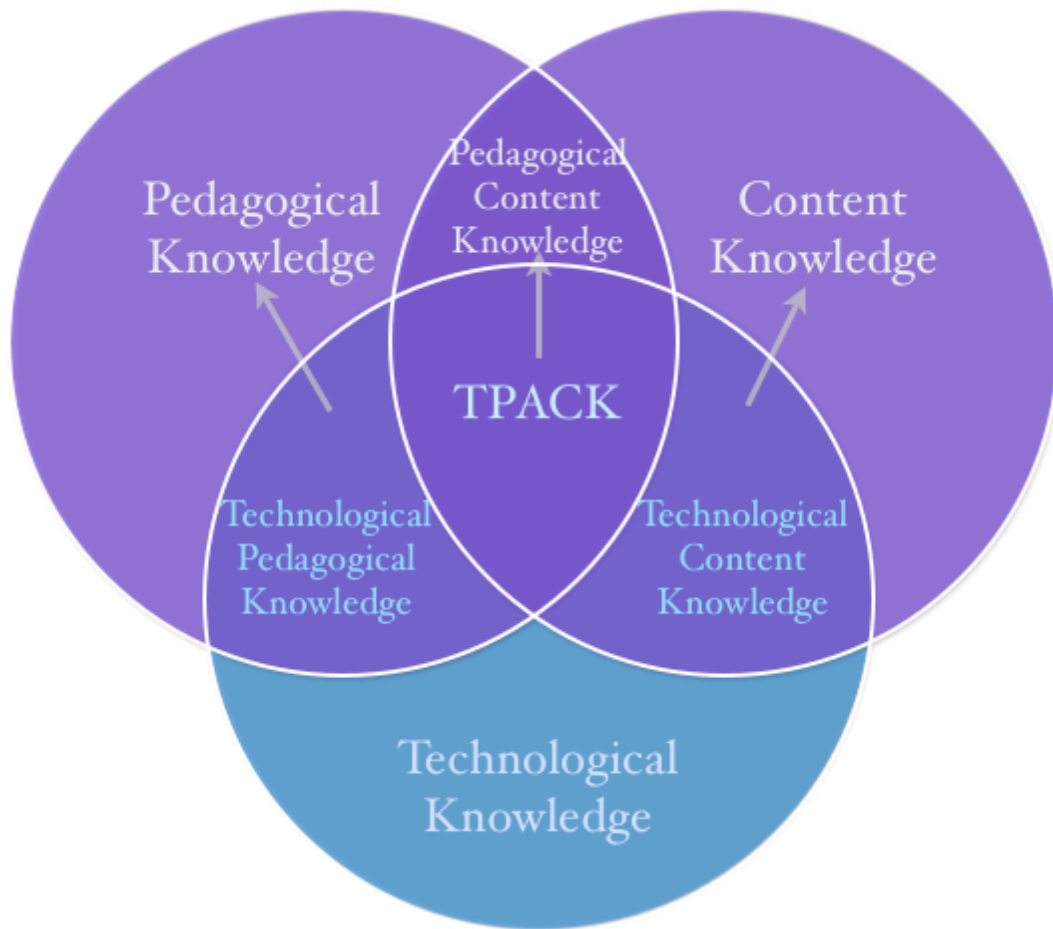 Pedagogical
Knowledge
Pedagogical
Content
Knowledge
Content
Knowledge
TPACK
Technological
Pedagogical
Knowledge
Technological
Content
Knowledge
Technological
Knowledge